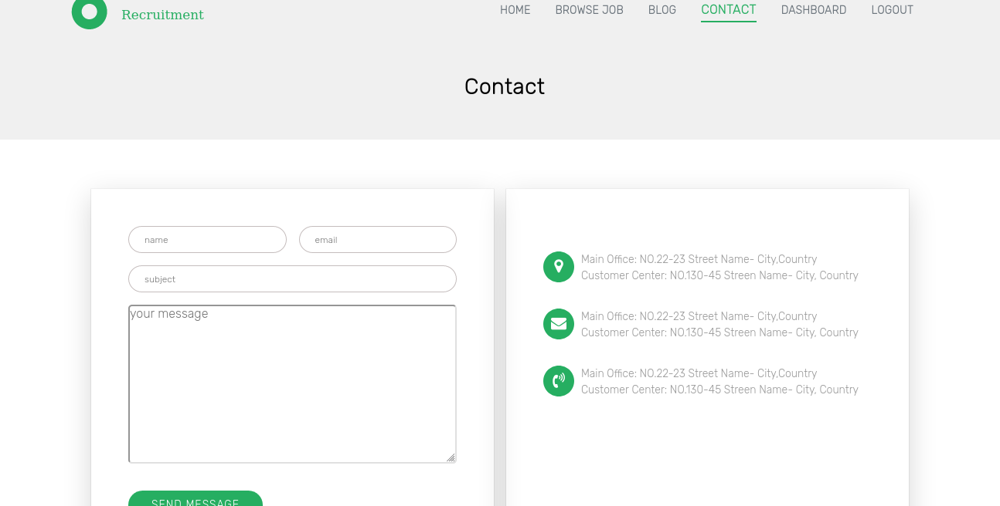 Recruitment
HOME BROWSE JOB BLOG CONTACT DASHBOARD LOGOUT
Contact
name email
subject
your message
SEND MESSAGE
Main Office: NO.22-23 Street Name- City,Country
Customer Center: NO.130-45 Streen Name- City, Country
Main Office: NO.22-23 Street Name- City,Country
Customer Center: NO.130-45 Streen Name- City, Country
Main Office: NO.22-23 Street Name- City,Country
Customer Center: NO.130-45 Streen Name- City, Country